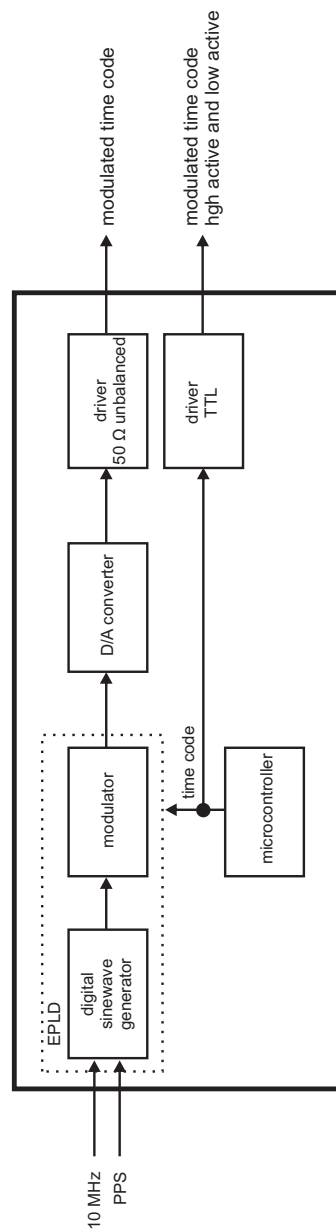 10 MHz
PPS
EPLD
digital
sinewave
generator
modulator
D/A converter
driver
50 Ω unbalanced
modulated time code
time code
microcontroller
driver
TTL
modulated time code
hgh active and low active